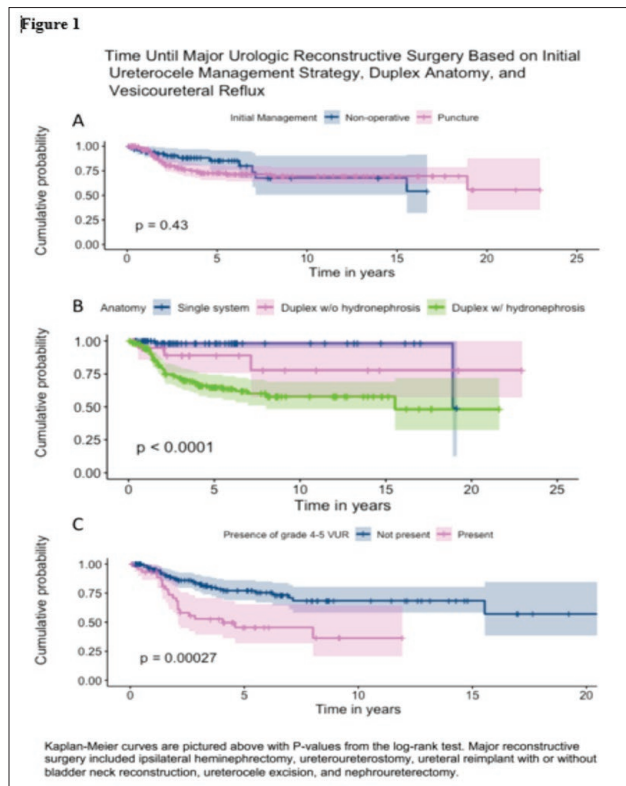 Figure 1
Time Until Major Urologic Reconstructive Surgery Based on Initial
Ureterocele Management Strategy, Duplex Anatomy, and
Vesicoureteral Reflux
A
Initial Management Non-operative Puncture
Cumulative probability
1.00
0.75
0.50
0.25
0.00
p = 0.43
0 5 10 15 20 25
Time in years
B
Anatomy Single system Duplex w/o hydronephrosis Duplex w/ hydronephrosis
Cumulative probability
1.00
0.75
0.50
0.25
0.00
p < 0.0001
0 5 10 15 20 25
Time in years
C
Presence of grade 4-5 VUR Not present Present
Cumulative probability
1.00
0.75
0.50
0.25
0.00
p = 0.00027
0 5 10 15 20
Time in years
Kaplan-Meier curves are pictured above with P-values from the log-rank test. Major reconstructive
surgery included ipsilateral heminephrectomy, ureteroureterostomy, ureteral reimplant with or without
bladder neck reconstruction, ureterocele excision, and nephroureterectomy.